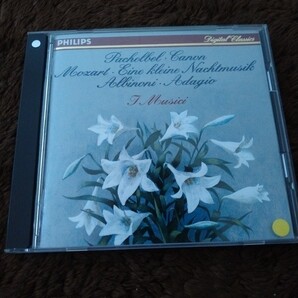 PHILIPS
Digital Classics
Pachelbel · Canon
Mozart · Eine kleine Nachtmusik
Albinoni · Adagio
I Musici